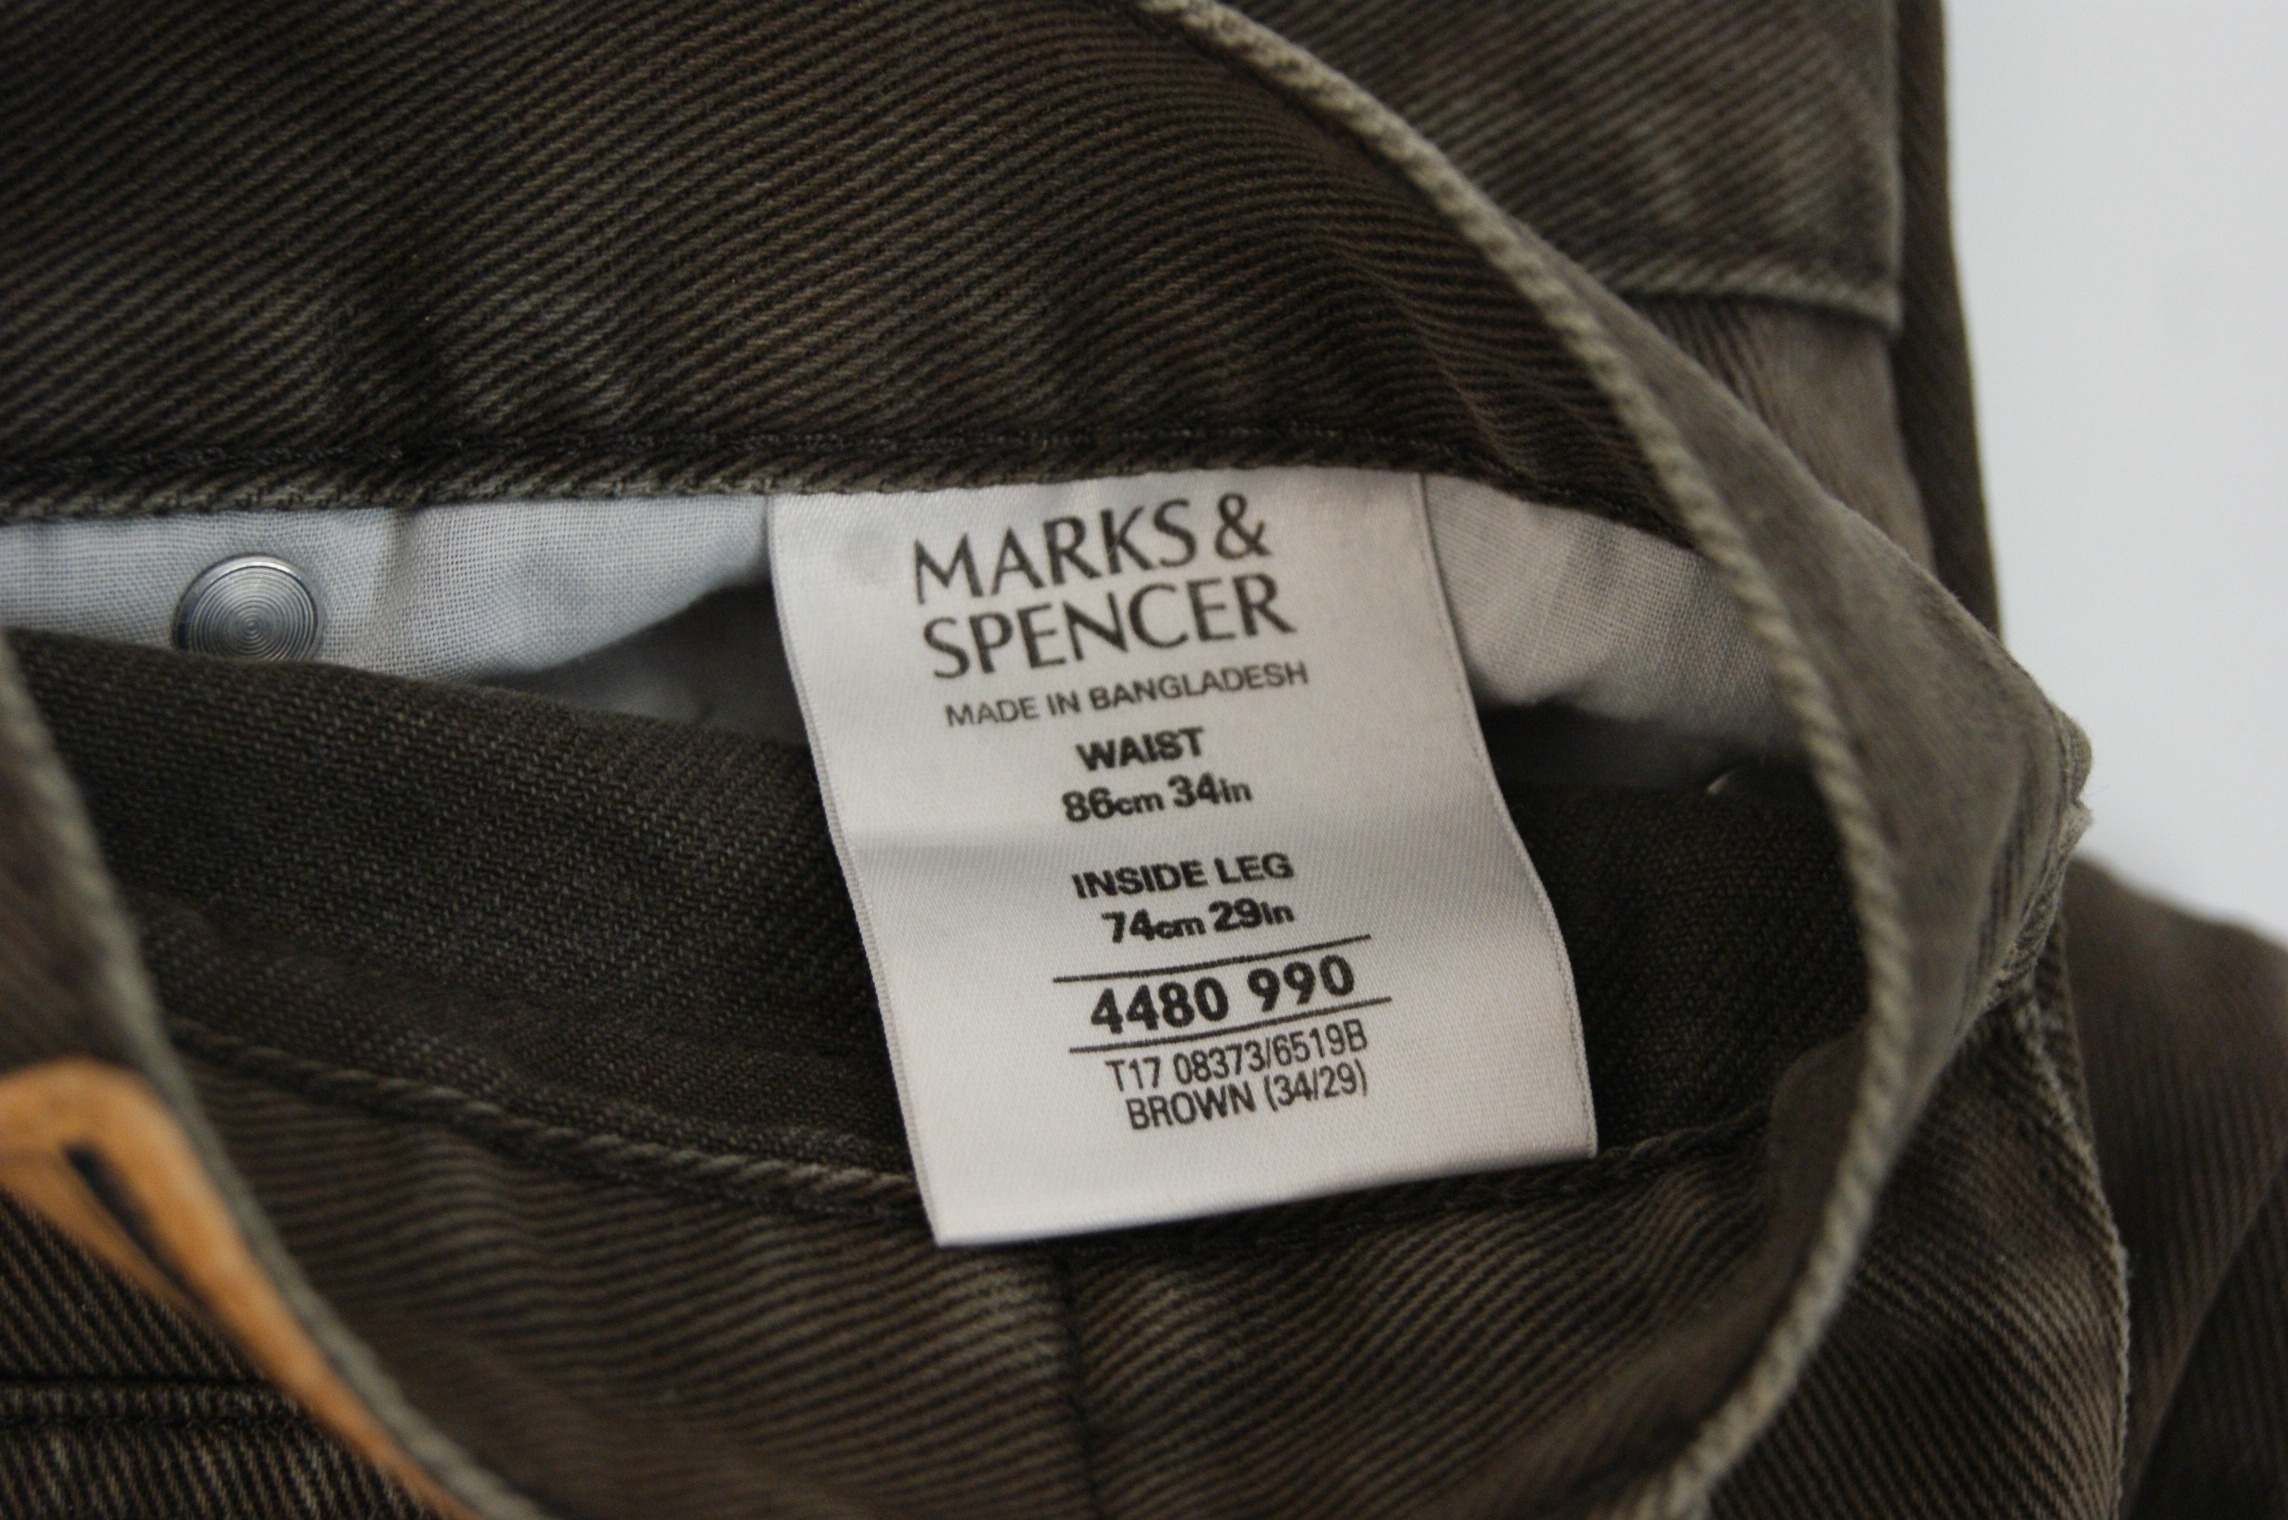 MARKS &
SPENCER
MADE IN BANGLADESH
WAIST
86cm 34in
INSIDE LEG
74cm 29in
4480 990
T17 08373/6519B
BROWN (34/29)